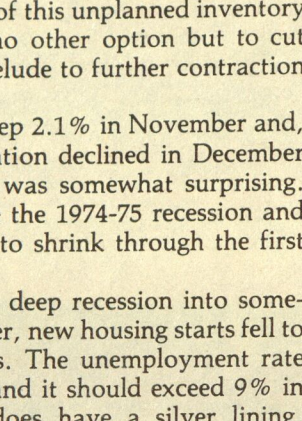 of this unplanned inventory
no other option but to cut
elude to further contraction
ep 2.1% in November and,
tion declined in December
was somewhat surprising.
the 1974-75 recession and
to shrink through the first
deep recession into some-
er, new housing starts fell to
s. The unemployment rate
nd it should exceed 9% in
does have a silver lining